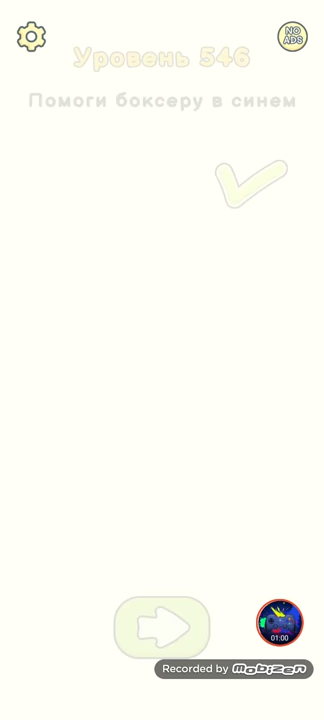 NO
ADS
Уровень 546
Помоги боксеру в синем
01:00
Recorded by MOBIZEN